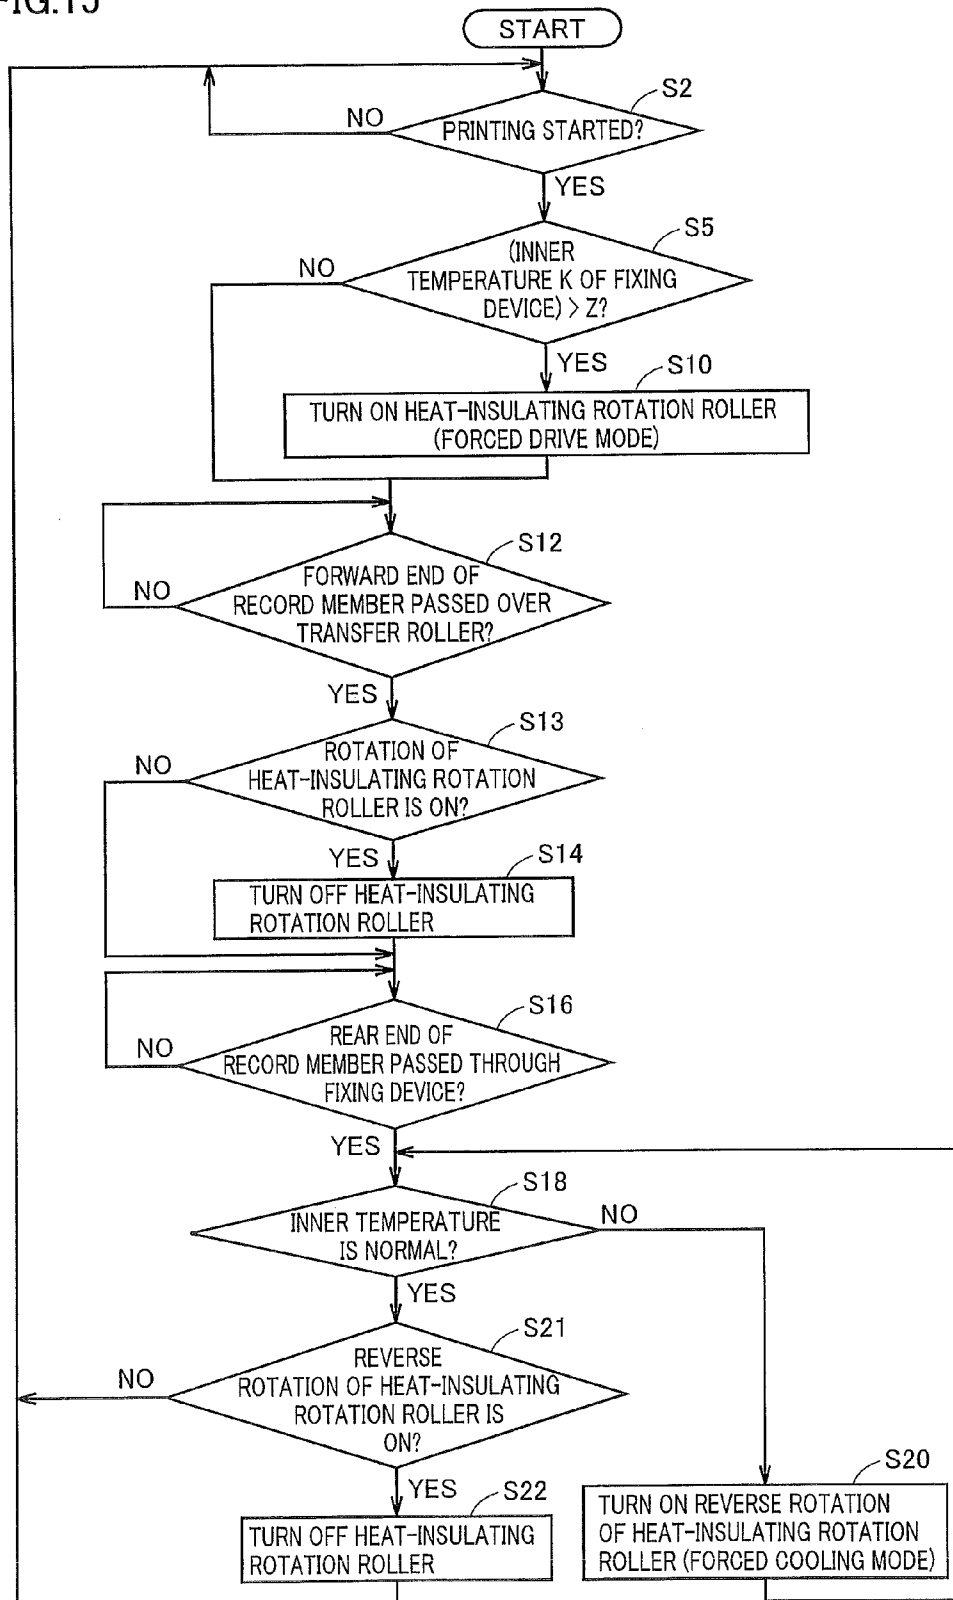 FIG.15
START
S2
NO
PRINTING STARTED?
YES
S5
NO
(INNER
TEMPERATURE K OF FIXING
DEVICE) > Z?
YES
S10
TURN ON HEAT-INSULATING ROTATION ROLLER
(FORCED DRIVE MODE)
S12
NO
FORWARD END OF
RECORD MEMBER PASSED OVER
TRANSFER ROLLER?
YES
S13
NO
ROTATION OF
HEAT-INSULATING ROTATION
ROLLER IS ON?
YES
S14
TURN OFF HEAT-INSULATING
ROTATION ROLLER
S16
NO
REAR END OF
RECORD MEMBER PASSED THROUGH
FIXING DEVICE?
YES
S18
NO
INNER TEMPERATURE
IS NORMAL?
YES
S21
NO
REVERSE
ROTATION OF HEAT-INSULATING
ROTATION ROLLER IS
ON?
YES
S22
TURN OFF HEAT-INSULATING
ROTATION ROLLER
S20
TURN ON REVERSE ROTATION
OF HEAT-INSULATING ROTATION
ROLLER (FORCED COOLING MODE)